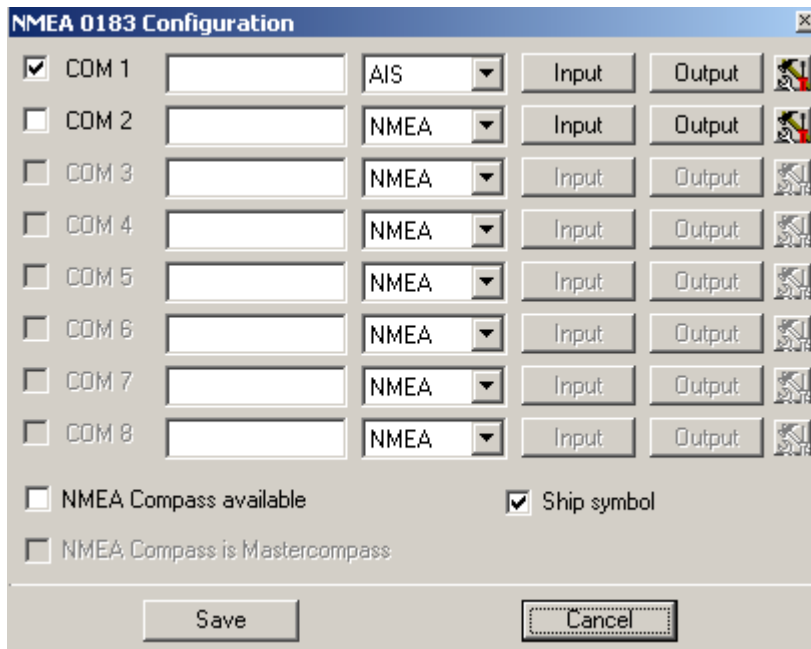 NMEA 0183 Configuration
COM 1 AIS Input Output
COM 2 NMEA Input Output
COM 3 NMEA Input Output
COM 4 NMEA Input Output
COM 5 NMEA Input Output
COM 6 NMEA Input Output
COM 7 NMEA Input Output
COM 8 NMEA Input Output
NMEA Compass available Ship symbol
NMEA Compass is Mastercompass
Save Cancel